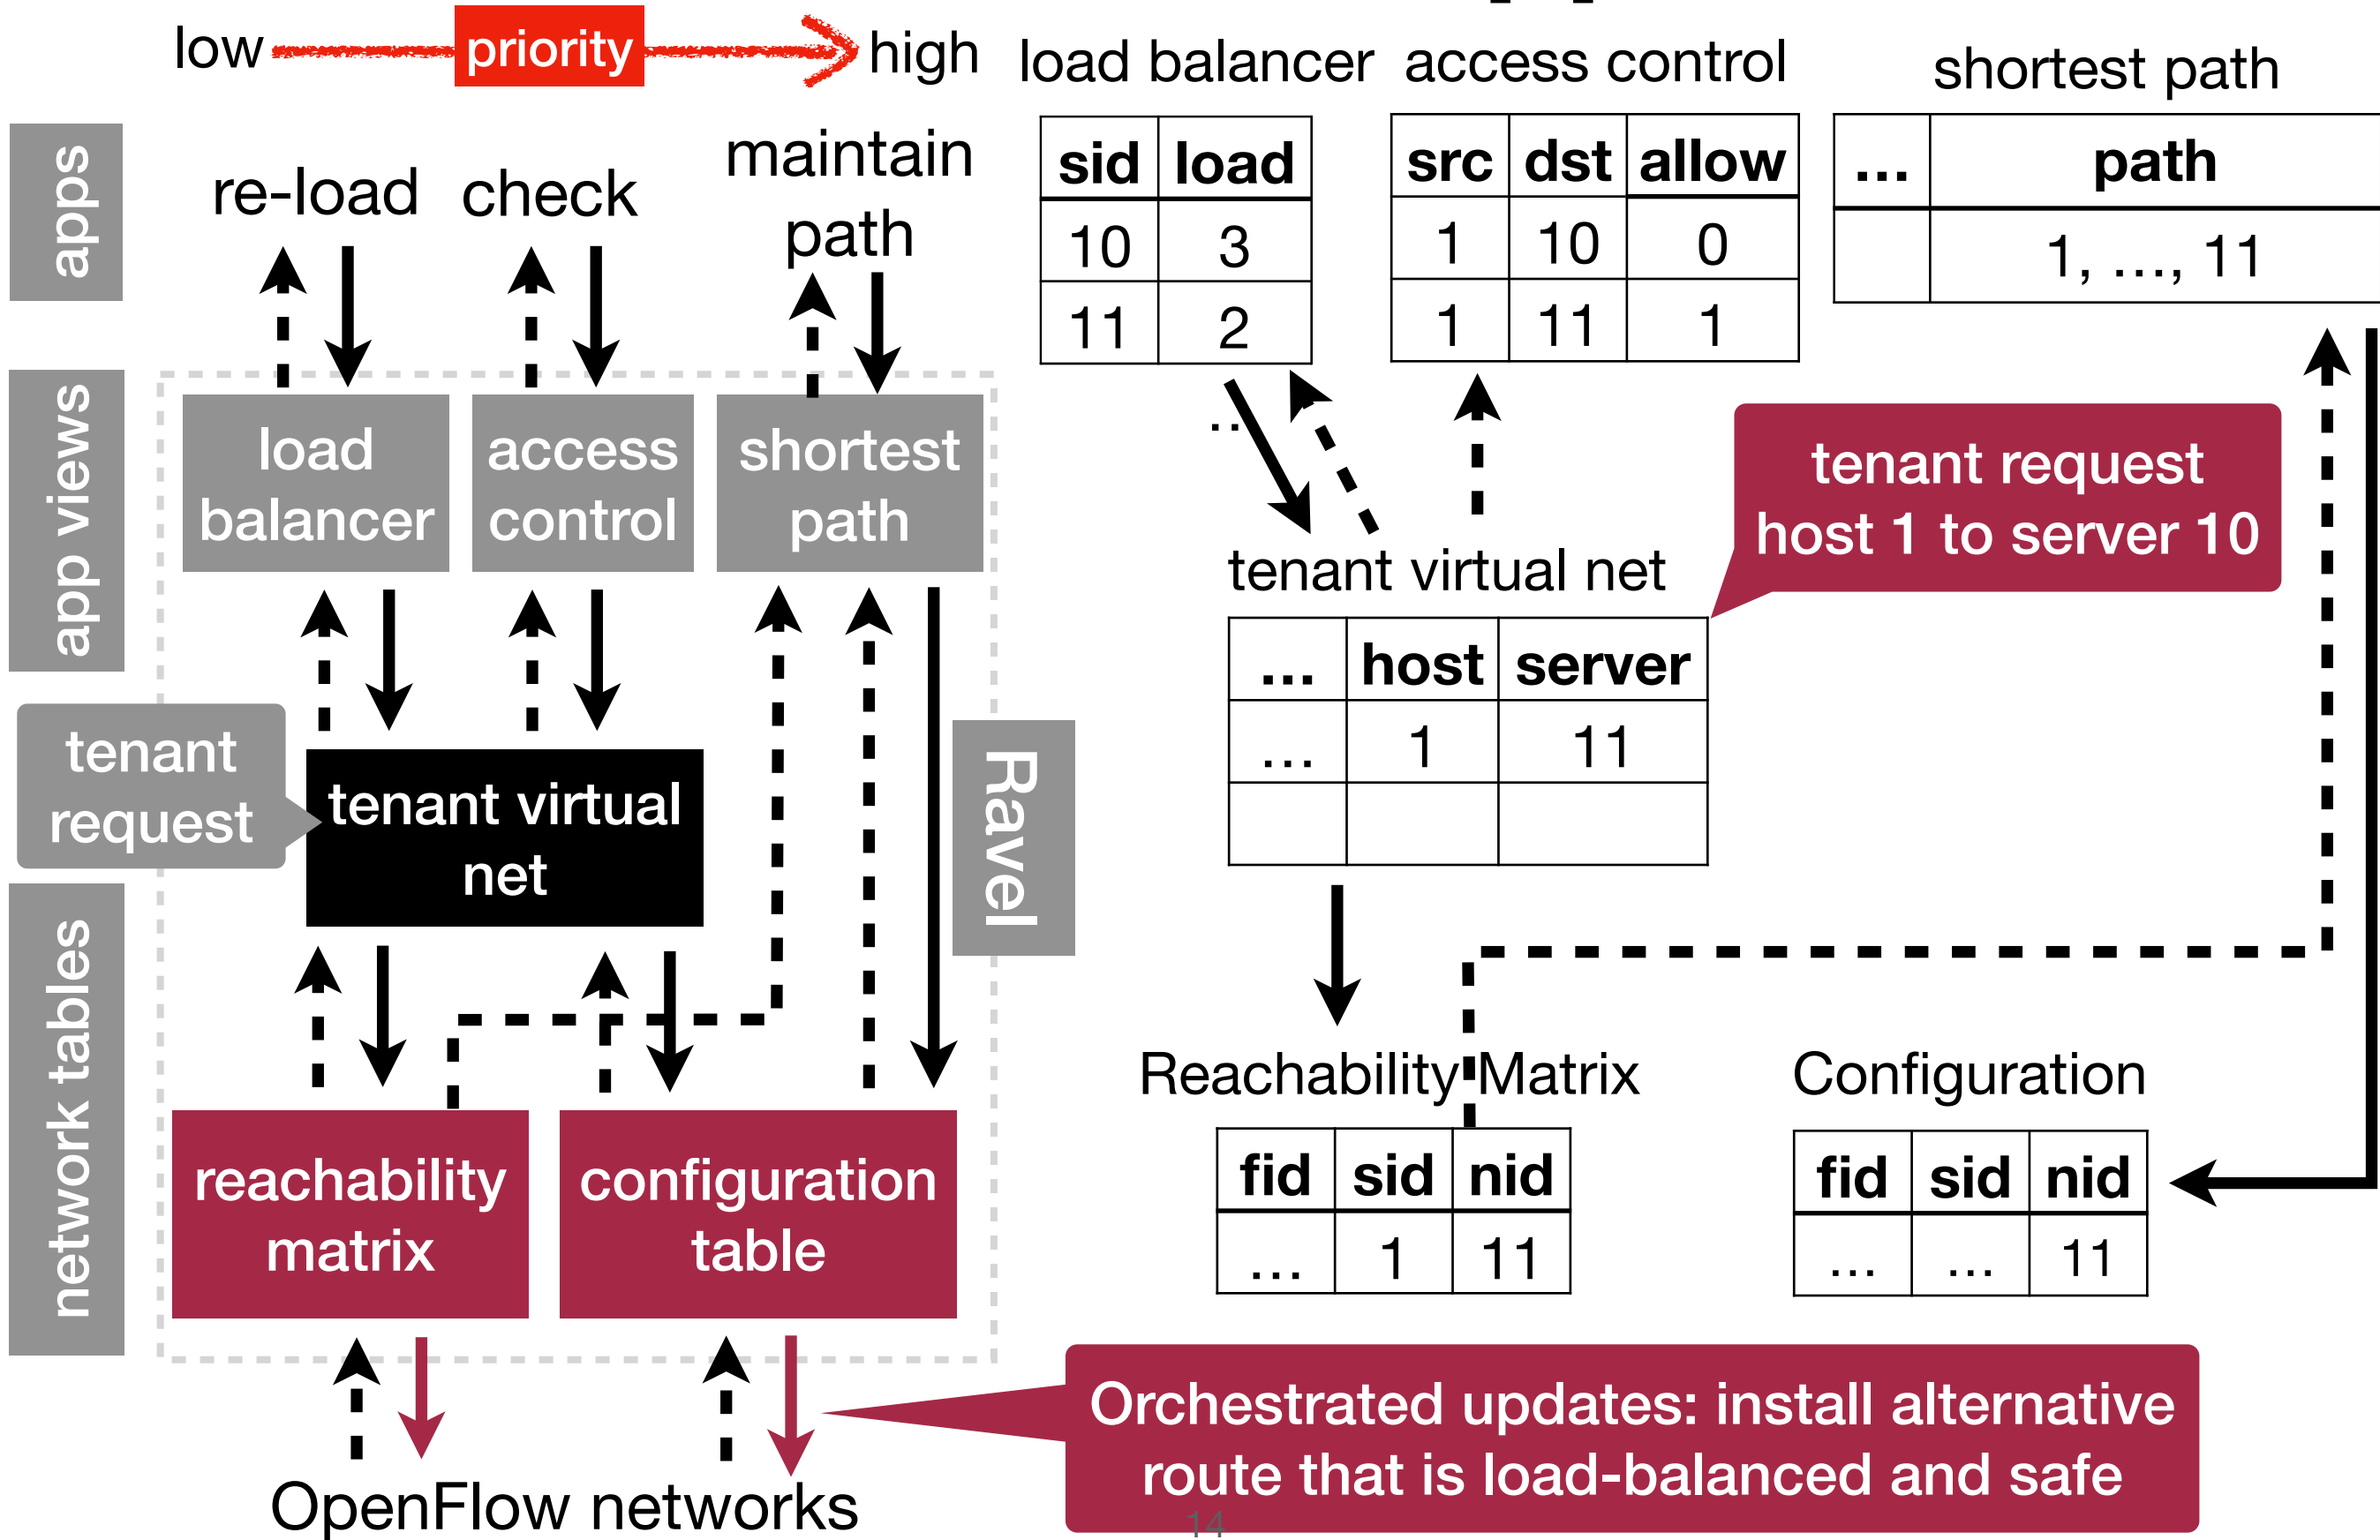 low priority high
apps
re-load
check
maintain
path
app views
load
balancer
access
control
shortest
path
tenant
request
tenant virtual
net
Ravel
network tables
reachability
matrix
configuration
table
OpenFlow networks
load balancer
sid load
10 3
11 2
..
access control
src dst allow
1 10 0
1 11 1
shortest path
... path
1, ..., 11
tenant request
host 1 to server 10
tenant virtual net
... host server
... 1 11
Reachability Matrix
fid sid nid
... 1 11
Configuration
fid sid nid
... ... 11
Orchestrated updates: install alternative
route that is load-balanced and safe
14